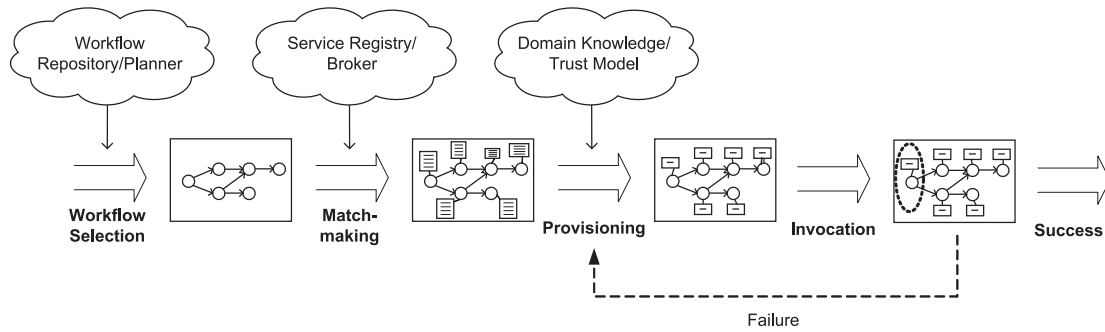 Workflow
Repository/Planner
Service Registry/
Broker
Domain Knowledge/
Trust Model
Workflow
Selection
Match-
making
Provisioning
Invocation
Success
Failure